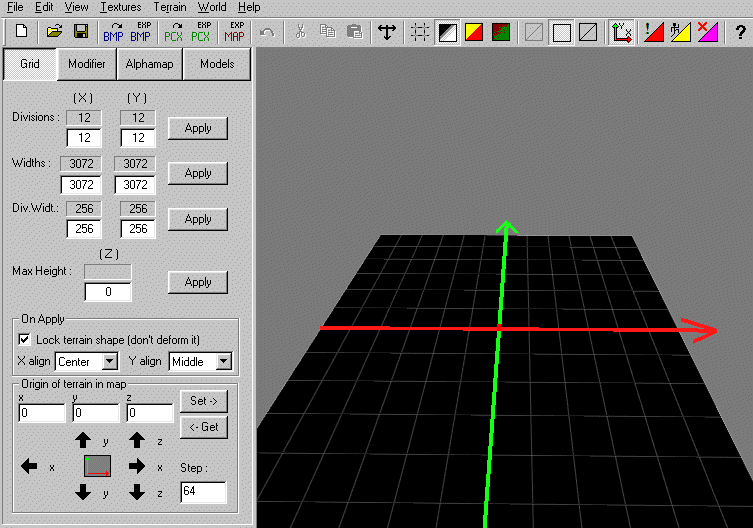 File Edit View Textures Terrain World Help
BMP EXP BMP PCX EXP PCX EXP MAP Yx ?
Grid Modifier Alphamap Models
(X) (Y)
Divisions : 12 12
12 12 Apply
Widths : 3072 3072
3072 3072 Apply
Div.Widt.: 256 256
256 256 Apply
(Z)
Max Height :
0 Apply
On Apply
Lock terrain shape (don't deform it)
X align Center Y align Middle
Origin of terrain in map
x y z
0 0 0 Set ->
<- Get
y z
x x Step :
y z 64